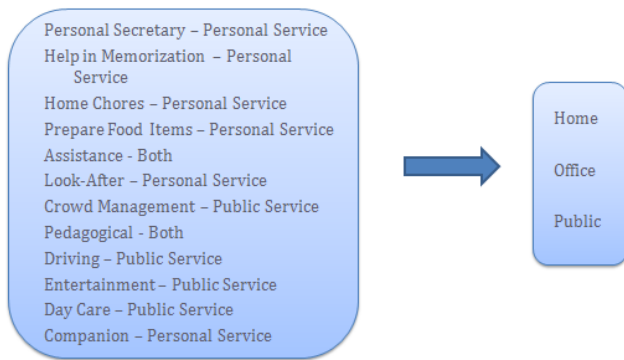 Personal Secretary – Personal Service
Help in Memorization – Personal
Service
Home Chores – Personal Service
Prepare Food Items – Personal Service
Assistance - Both
Look-After – Personal Service
Crowd Management – Public Service
Pedagogical - Both
Driving – Public Service
Entertainment – Public Service
Day Care – Public Service
Companion – Personal Service
Home
Office
Public